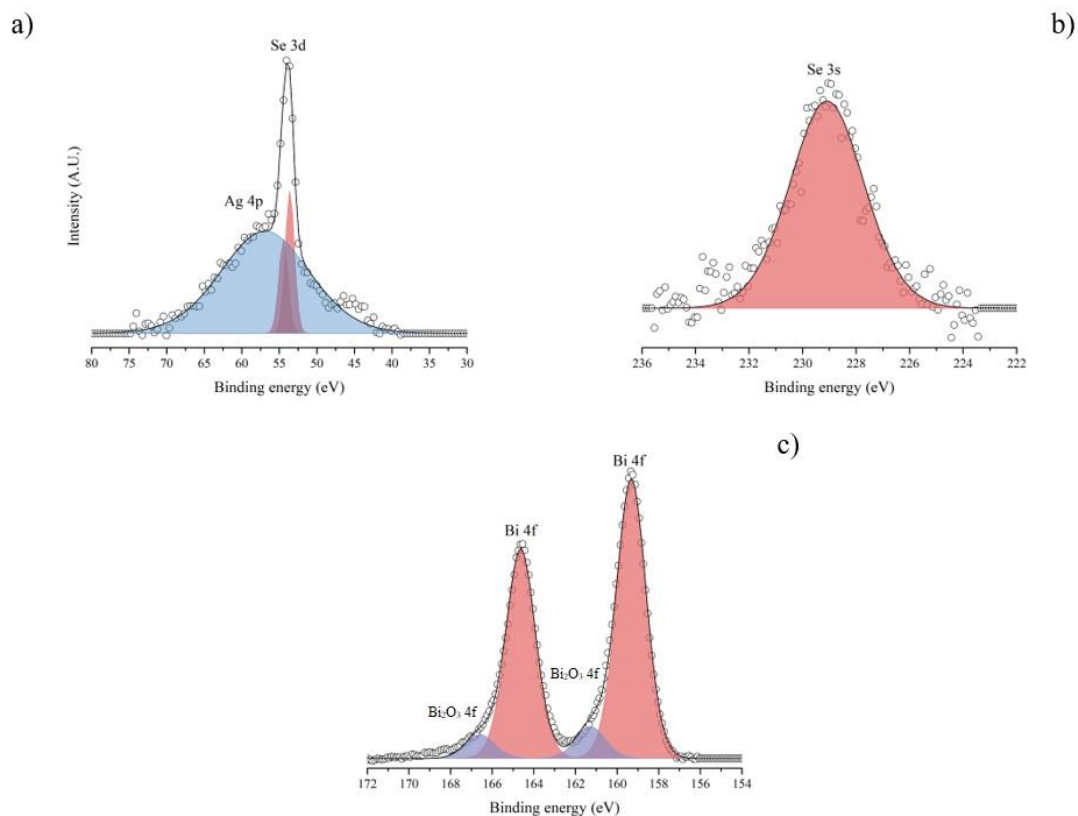 a)
b)
Se 3d
Ag 4p
Intensity (A.U.)
80 75 70 65 60 55 50 45 40 35 30
Binding energy (eV)
Se 3s
236 234 232 230 228 226 224 222
Binding energy (eV)
c)
Bi 4f
Bi 4f
Bi₂O₃ 4f
Bi₂O₃ 4f
172 170 168 166 164 162 160 158 156 154
Binding energy (eV)